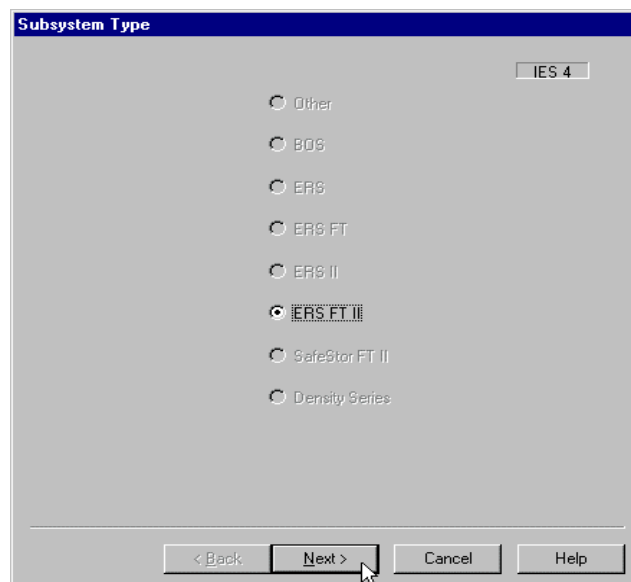 Subsystem Type
IES 4
Other
BOS
ERS
ERS FT
ERS II
ERS FT II
SafeStor FT II
Density Series
< Back Next > Cancel Help